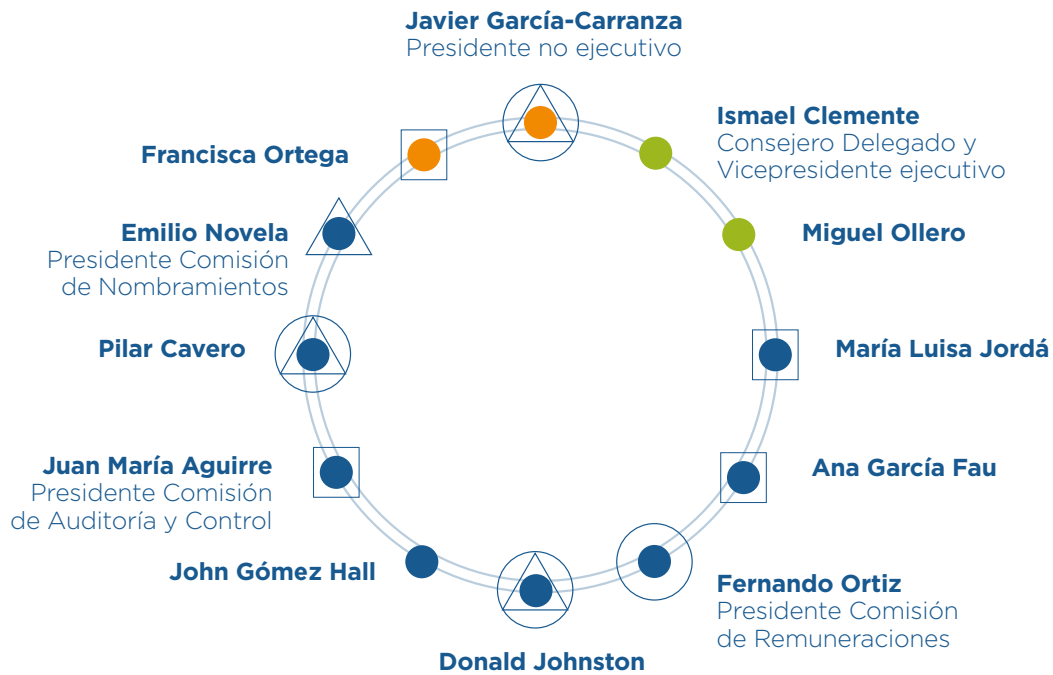 Javier García-Carranza
Presidente no ejecutivo
Ismael Clemente
Consejero Delegado y
Vicepresidente ejecutivo
Francisca Ortega
Emilio Novela
Presidente Comisión
de Nombramientos
Miguel Ollero
Pilar Cavero
María Luisa Jordá
Juan María Aguirre
Presidente Comisión
de Auditoría y Control
Ana García Fau
John Gómez Hall
Fernando Ortiz
Presidente Comisión
de Remuneraciones
Donald Johnston